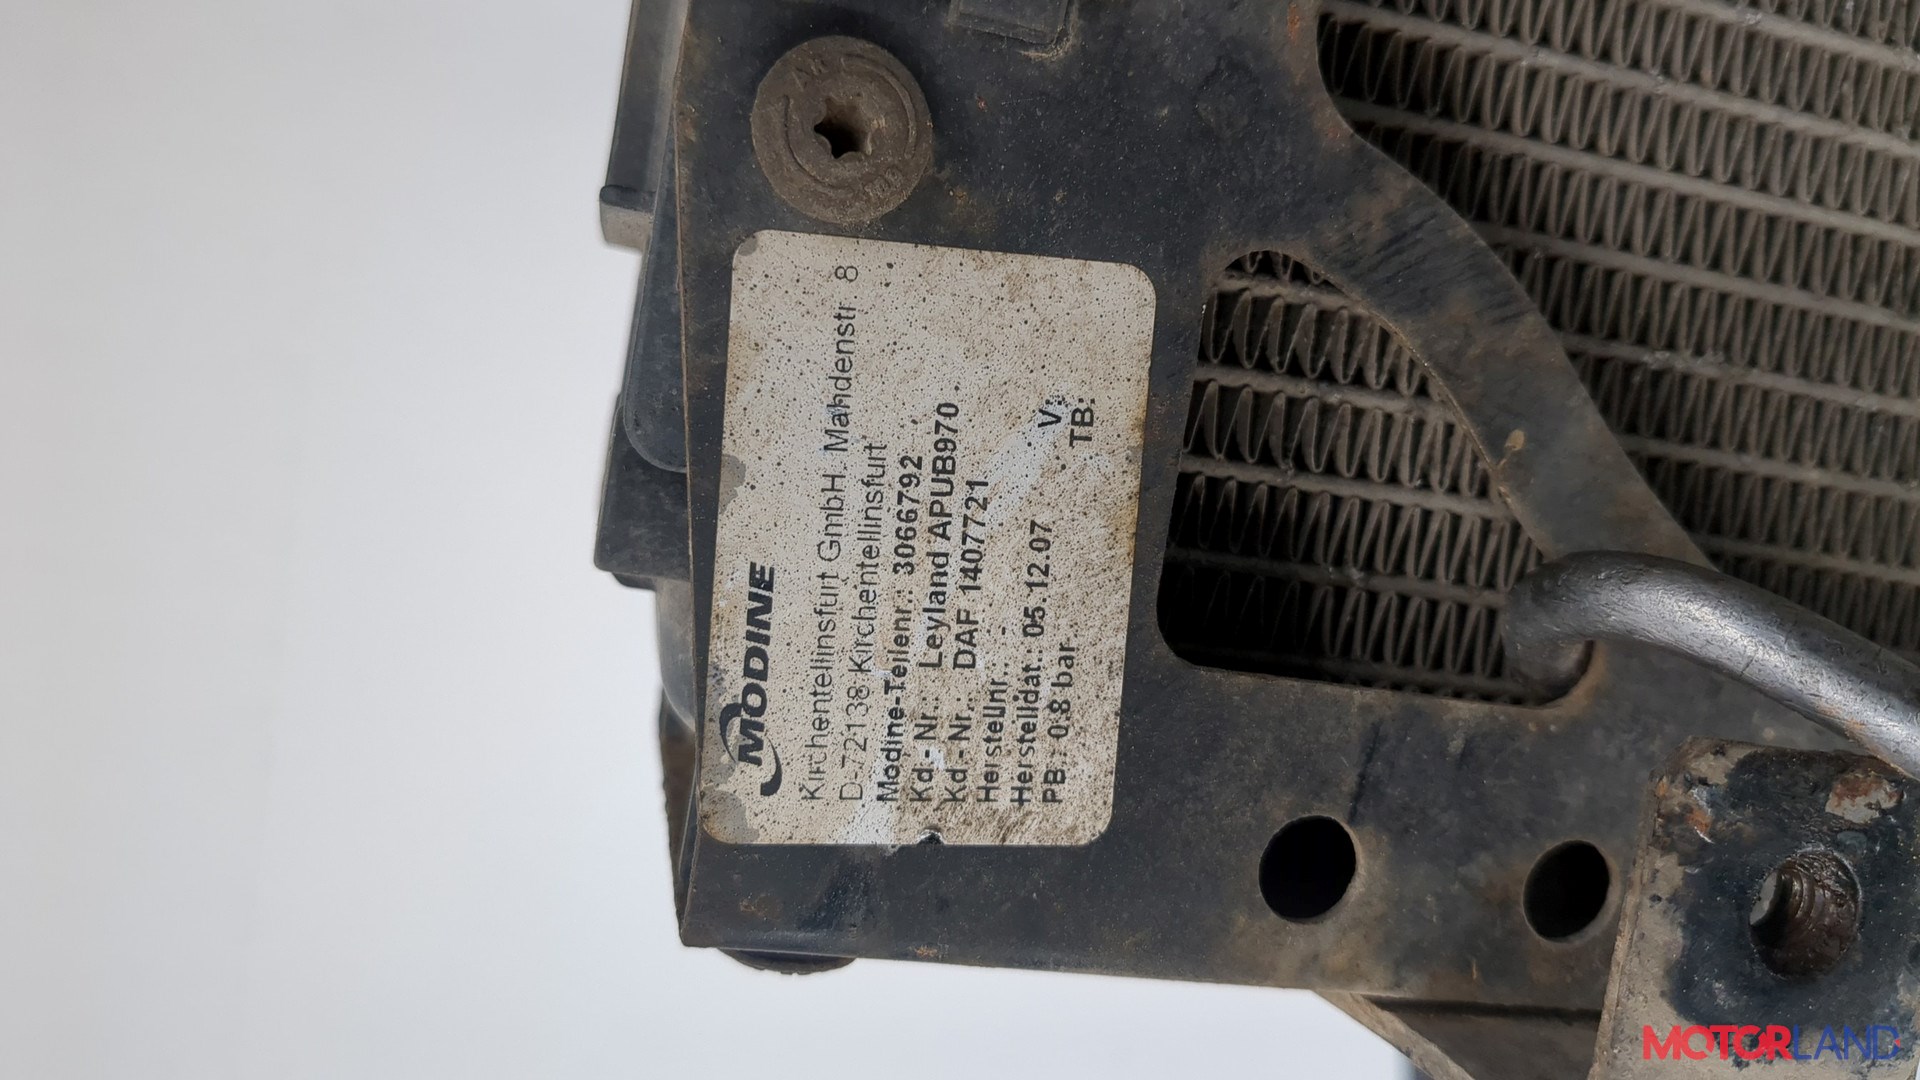 MODINE
Kirchentellinsfurt GmbH, Mahdenstr. 8
D-72138 Kirchentellinsfurt
Modine-Teilenr.: 3066792
Kd.-Nr.: Leyland APUB970
Kd.-Nr.: DAF 1407721
Herstellnr.: -
Herstelldat.: 05.12.07 V:
PB.: 0.8 bar TB:
MOTORLAND